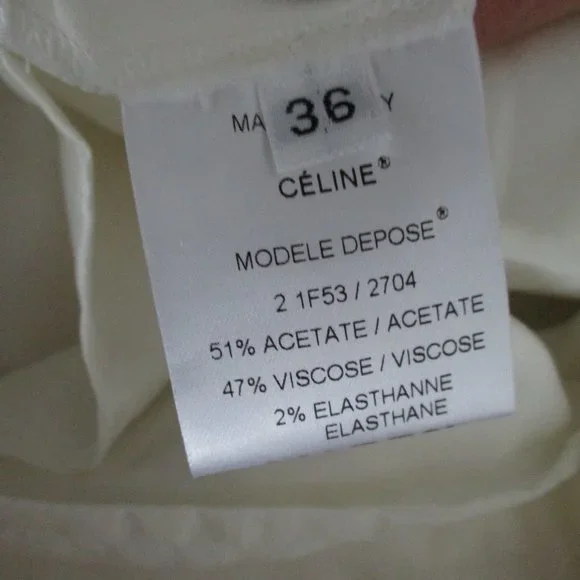 MA 36 Y
CÉLINE®
MODELE DEPOSE®
2 1F53 / 2704
51% ACETATE / ACETATE
47% VISCOSE / VISCOSE
2% ELASTHANNE
ELASTHANE